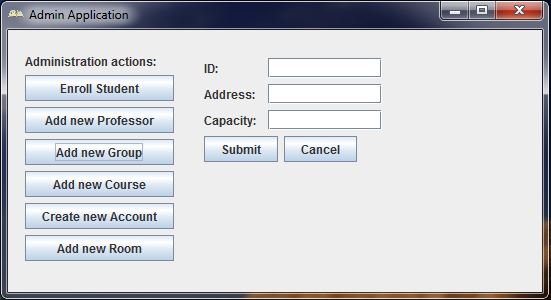 Admin Application
Administration actions:
Enroll Student
Add new Professor
Add new Group
Add new Course
Create new Account
Add new Room
ID:
Address:
Capacity:
Submit Cancel